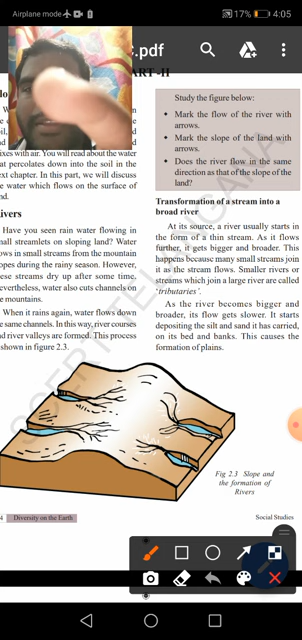 Airplane mode 17% 4:05
.pdf
ART-II
ixes with air. You will read about the water
at percolates down into the soil in the
xt chapter. In this part, we will discuss
e water which flows on the surface of
nd.
ivers
Have you seen rain water flowing in
all streamlets on sloping land? Water
ows in small streams from the mountain
opes during the rainy season. However,
ese streams dry up after some time,
evertheless, water also cuts channels on
e mountains.
When it rains again, water flows down
e same channels. In this way, river courses
nd river valleys are formed. This process
shown in figure 2.3.
Study the figure below:
• Mark the flow of the river with
arrows.
• Mark the slope of the land with
arrows.
• Does the river flow in the same
direction as that of the slope of the
land?
Transformation of a stream into a
broad river
At its source, a river usually starts in
the form of a thin stream. As it flows
further, it gets bigger and broader. This
happens because many small streams join
it as the stream flows. Smaller rivers or
streams which join a large river are called
‘tributaries’.
As the river becomes bigger and
broader, its flow gets slower. It starts
depositing the silt and sand it has carried,
on its bed and banks. This causes the
formation of plains.
Fig 2.3 Slope and
the formation of
Rivers
4 Diversity on the Earth
Social Studies